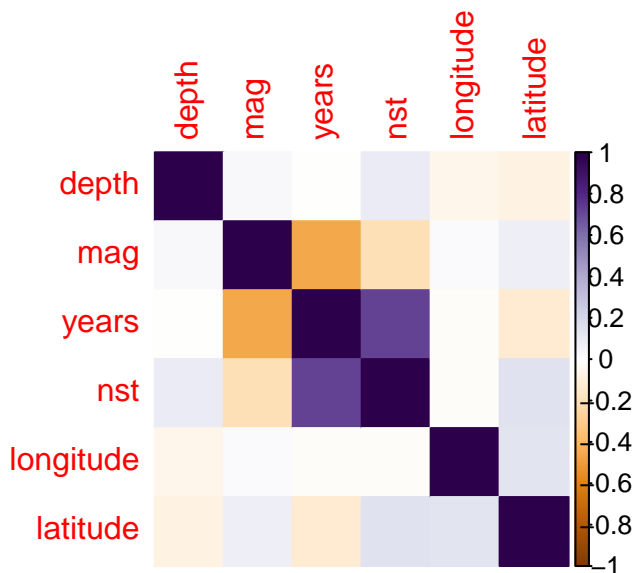 depth
mag
years
nst
longitude
latitude
depth
mag
years
nst
longitude
latitude
1
0.8
0.6
0.4
0.2
0
−0.2
−0.4
−0.6
−0.8
−1